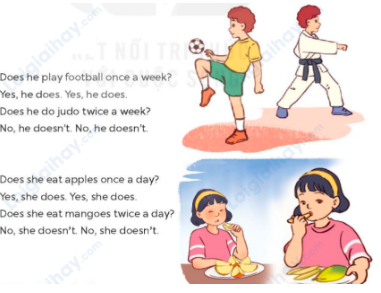 Does he play football once a week?
Yes, he does. Yes, he does.
Does he do judo twice a week?
No, he doesn't. No, he doesn't.
Does she eat apples once a day?
Yes, she does. Yes, she does.
Does she eat mangoes twice a day?
No, she doesn't. No, she doesn't.